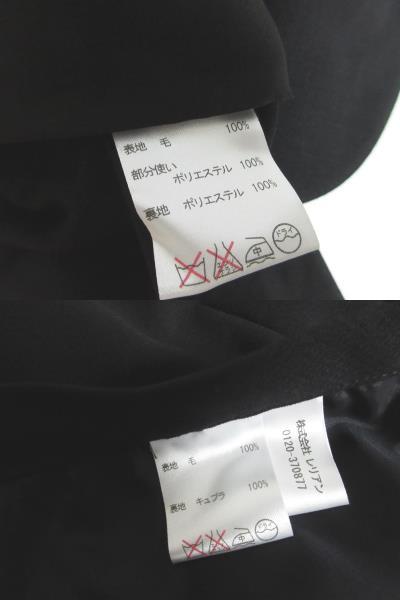 表地 毛 100%
部分使い
ポリエステル 100%
裏地 ポリエステル 100%
中
ドライ
表地 毛 100%
裏地 キュプラ 100%
中
ドライ
株式会社 レリアン
0120-370877